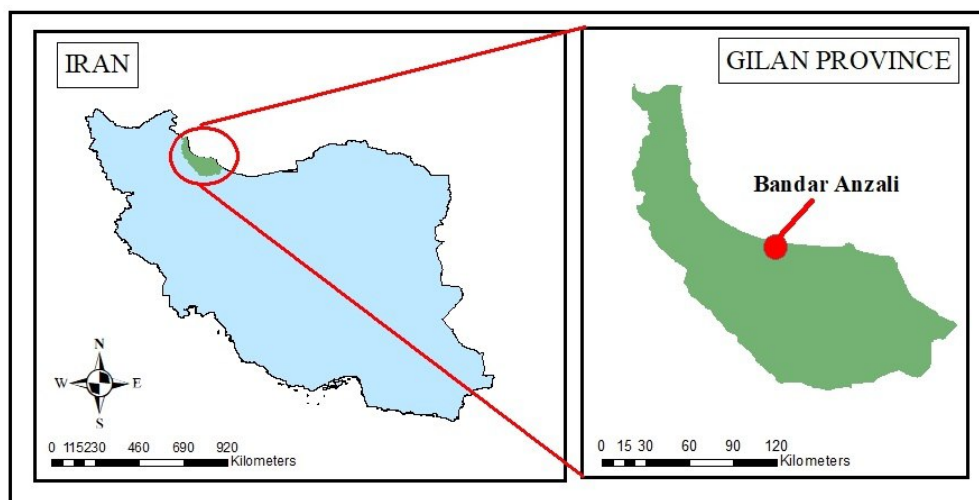 IRAN
N
W E
S
0 115230 460 690 920
Kilometers
GILAN PROVINCE
Bandar Anzali
0 15 30 60 90 120
Kilometers